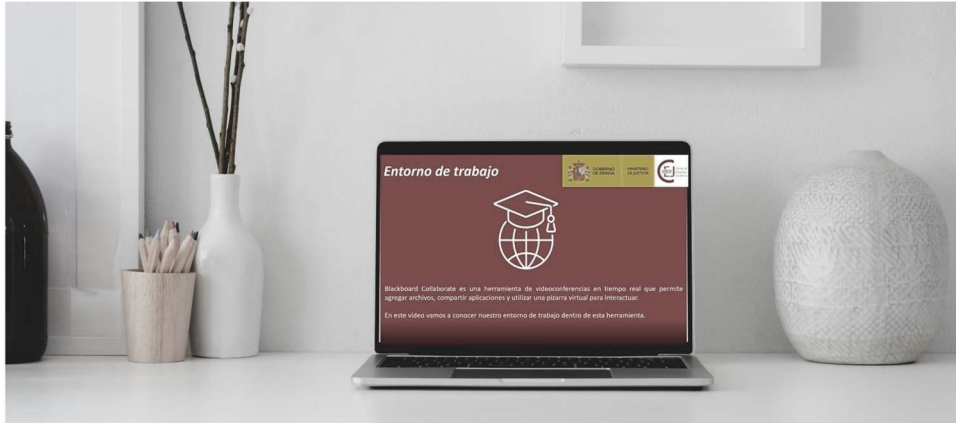 Entorno de trabajo
GOBIERNO
DE ESPAÑA
MINISTERIO
DE JUSTICIA
Blackboard Collaborate es una herramienta de videoconferencias en tiempo real que permite
agregar archivos, compartir aplicaciones y utilizar una pizarra virtual para interactuar.
En este vídeo vamos a conocer nuestro entorno de trabajo dentro de esta herramienta.